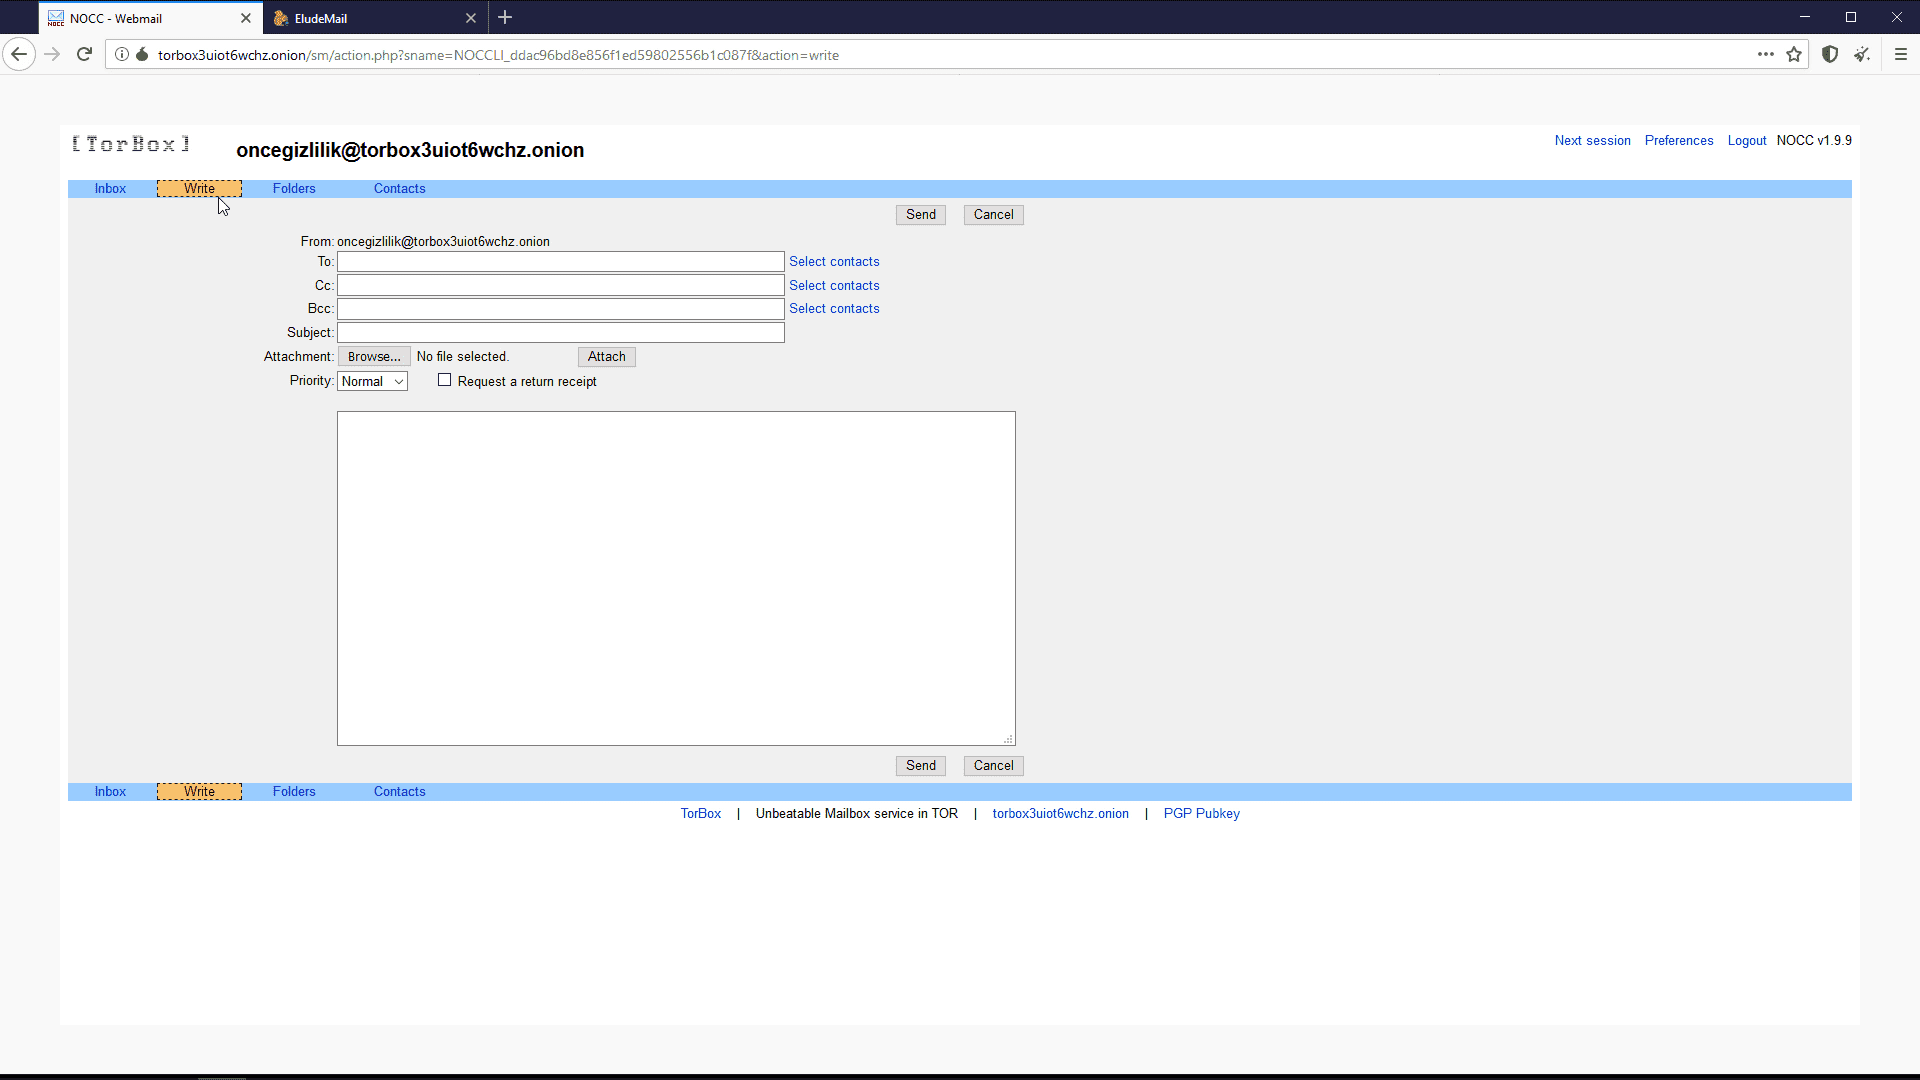 NOCC - Webmail
EludeMail
torbox3uiot6wchz.onion/sm/action.php?sname=NOCCLI_ddac96bd8e856f1ed59802556b1c087f&action=write
[TorBox]
oncegizlilik@torbox3uiot6wchz.onion
Next session Preferences Logout NOCC v1.9.9
Inbox Write Folders Contacts
Send Cancel
From: oncegizlilik@torbox3uiot6wchz.onion
To: Select contacts
Cc: Select contacts
Bcc: Select contacts
Subject:
Attachment: Browse... No file selected. Attach
Priority: Normal Request a return receipt
Send Cancel
Inbox Write Folders Contacts
TorBox | Unbeatable Mailbox service in TOR | torbox3uiot6wchz.onion | PGP Pubkey